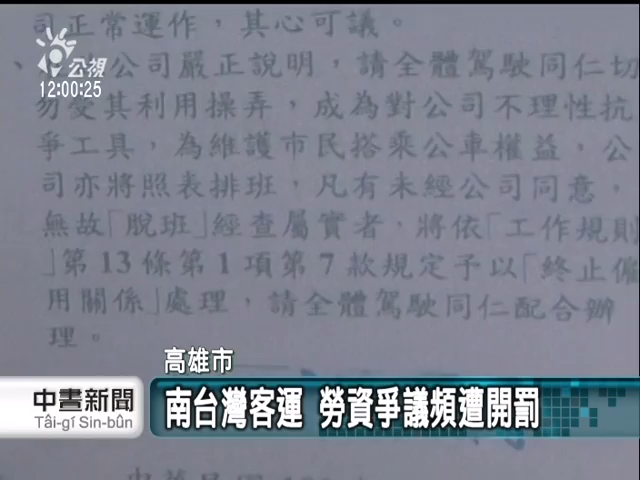 司正常運作，其心可議。
公視
12:00:25
、 公司嚴正說明，請全體駕駛同仁切
勿受其利用操弄，成為對公司不理性抗
爭工具，為維護市民搭乘公車權益，公
司亦將照表排班，凡有未經公司同意，
無故「脫班」經查屬實者，將依「工作規則
」第13條第1項第7款規定予以「終止僱
用關係」處理，請全體駕駛同仁配合辦
理。
高雄市
中晝新聞
Tâi-gí Sin-bûn
南台灣客運 勞資爭議頻遭開罰